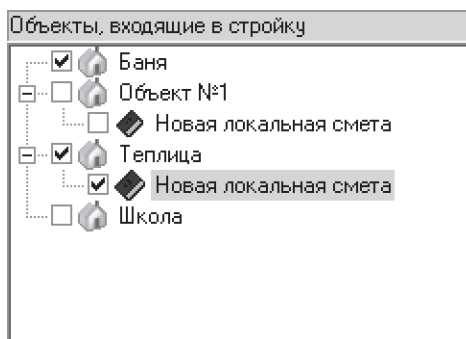 Объекты, входящие в стройку
Баня
Объект №1
Новая локальная смета
Теплица
Новая локальная смета
Школа